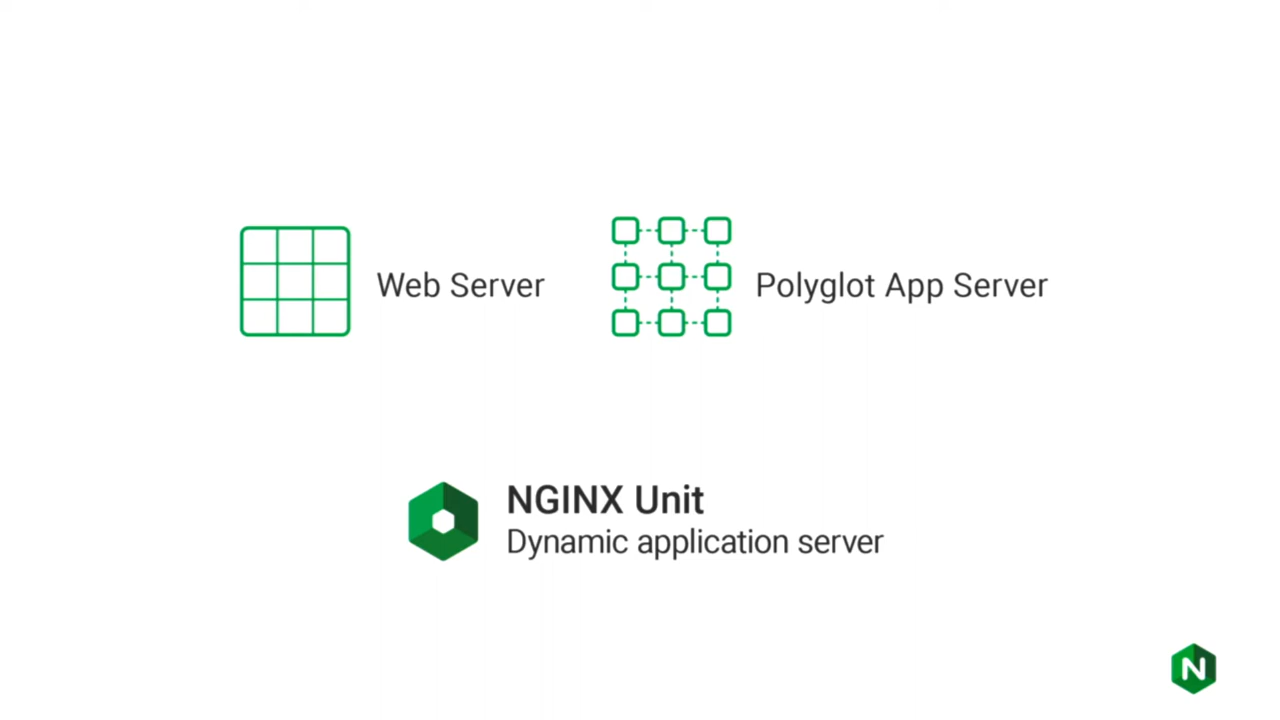 Web Server
Polyglot App Server
NGINX Unit
Dynamic application server
N